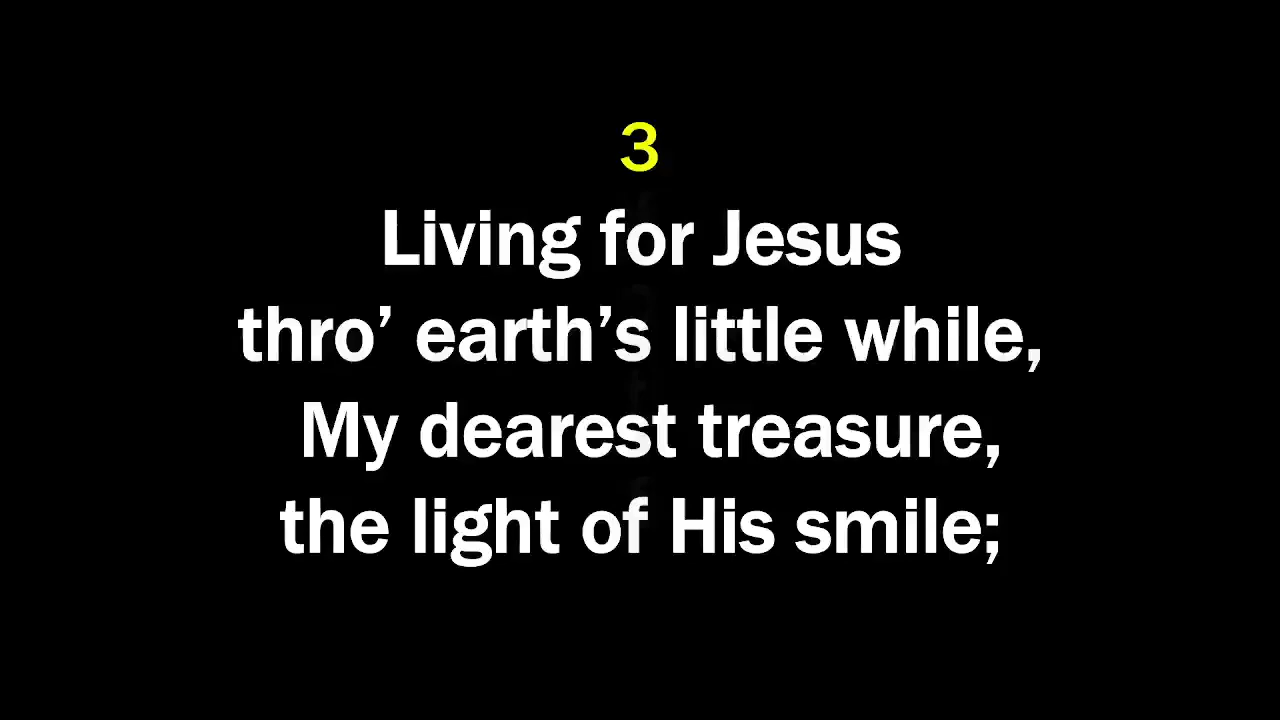 3
Living for Jesus
thro’ earth’s little while,
My dearest treasure,
the light of His smile;